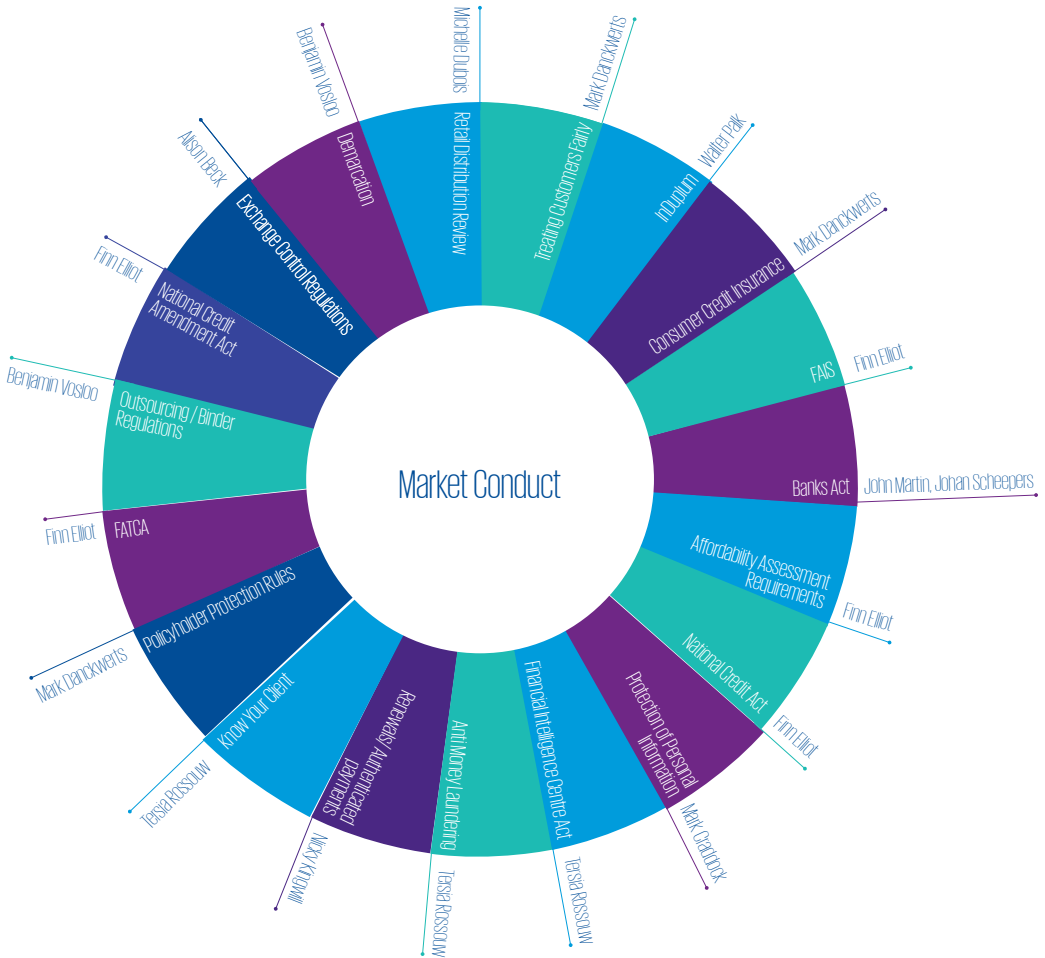 Market Conduct
Michelle Dubois
Retail Distribution Review
Mark Danckwerts
Treating Customers Fairly
Walter Palk
InDuplum
Mark Danckwerts
Consumer Credit Insurance
Finn Elliot
FAIS
John Martin, Johan Scheepers
Banks Act
Finn Elliot
Affordability Assessment
Requirements
Finn Elliot
National Credit Act
Mark Craddock
Protection of Personal
Information
Tersia Rossouw
Financial Intelligence Centre Act
Tersia Rossouw
Anti Money Laundering
Nicky Kingwill
Renewals/ Authenticated
payments
Tersia Rossouw
Know Your Client
Mark Danckwerts
Policyholder Protection Rules
Finn Elliot
FATCA
Benjamin Vosloo
Outsourcing / Binder
Regulations
Finn Elliot
National Credit
Amendment Act
Alison Beck
Exchange Control Regulations
Benjamin Vosloo
Demarcation